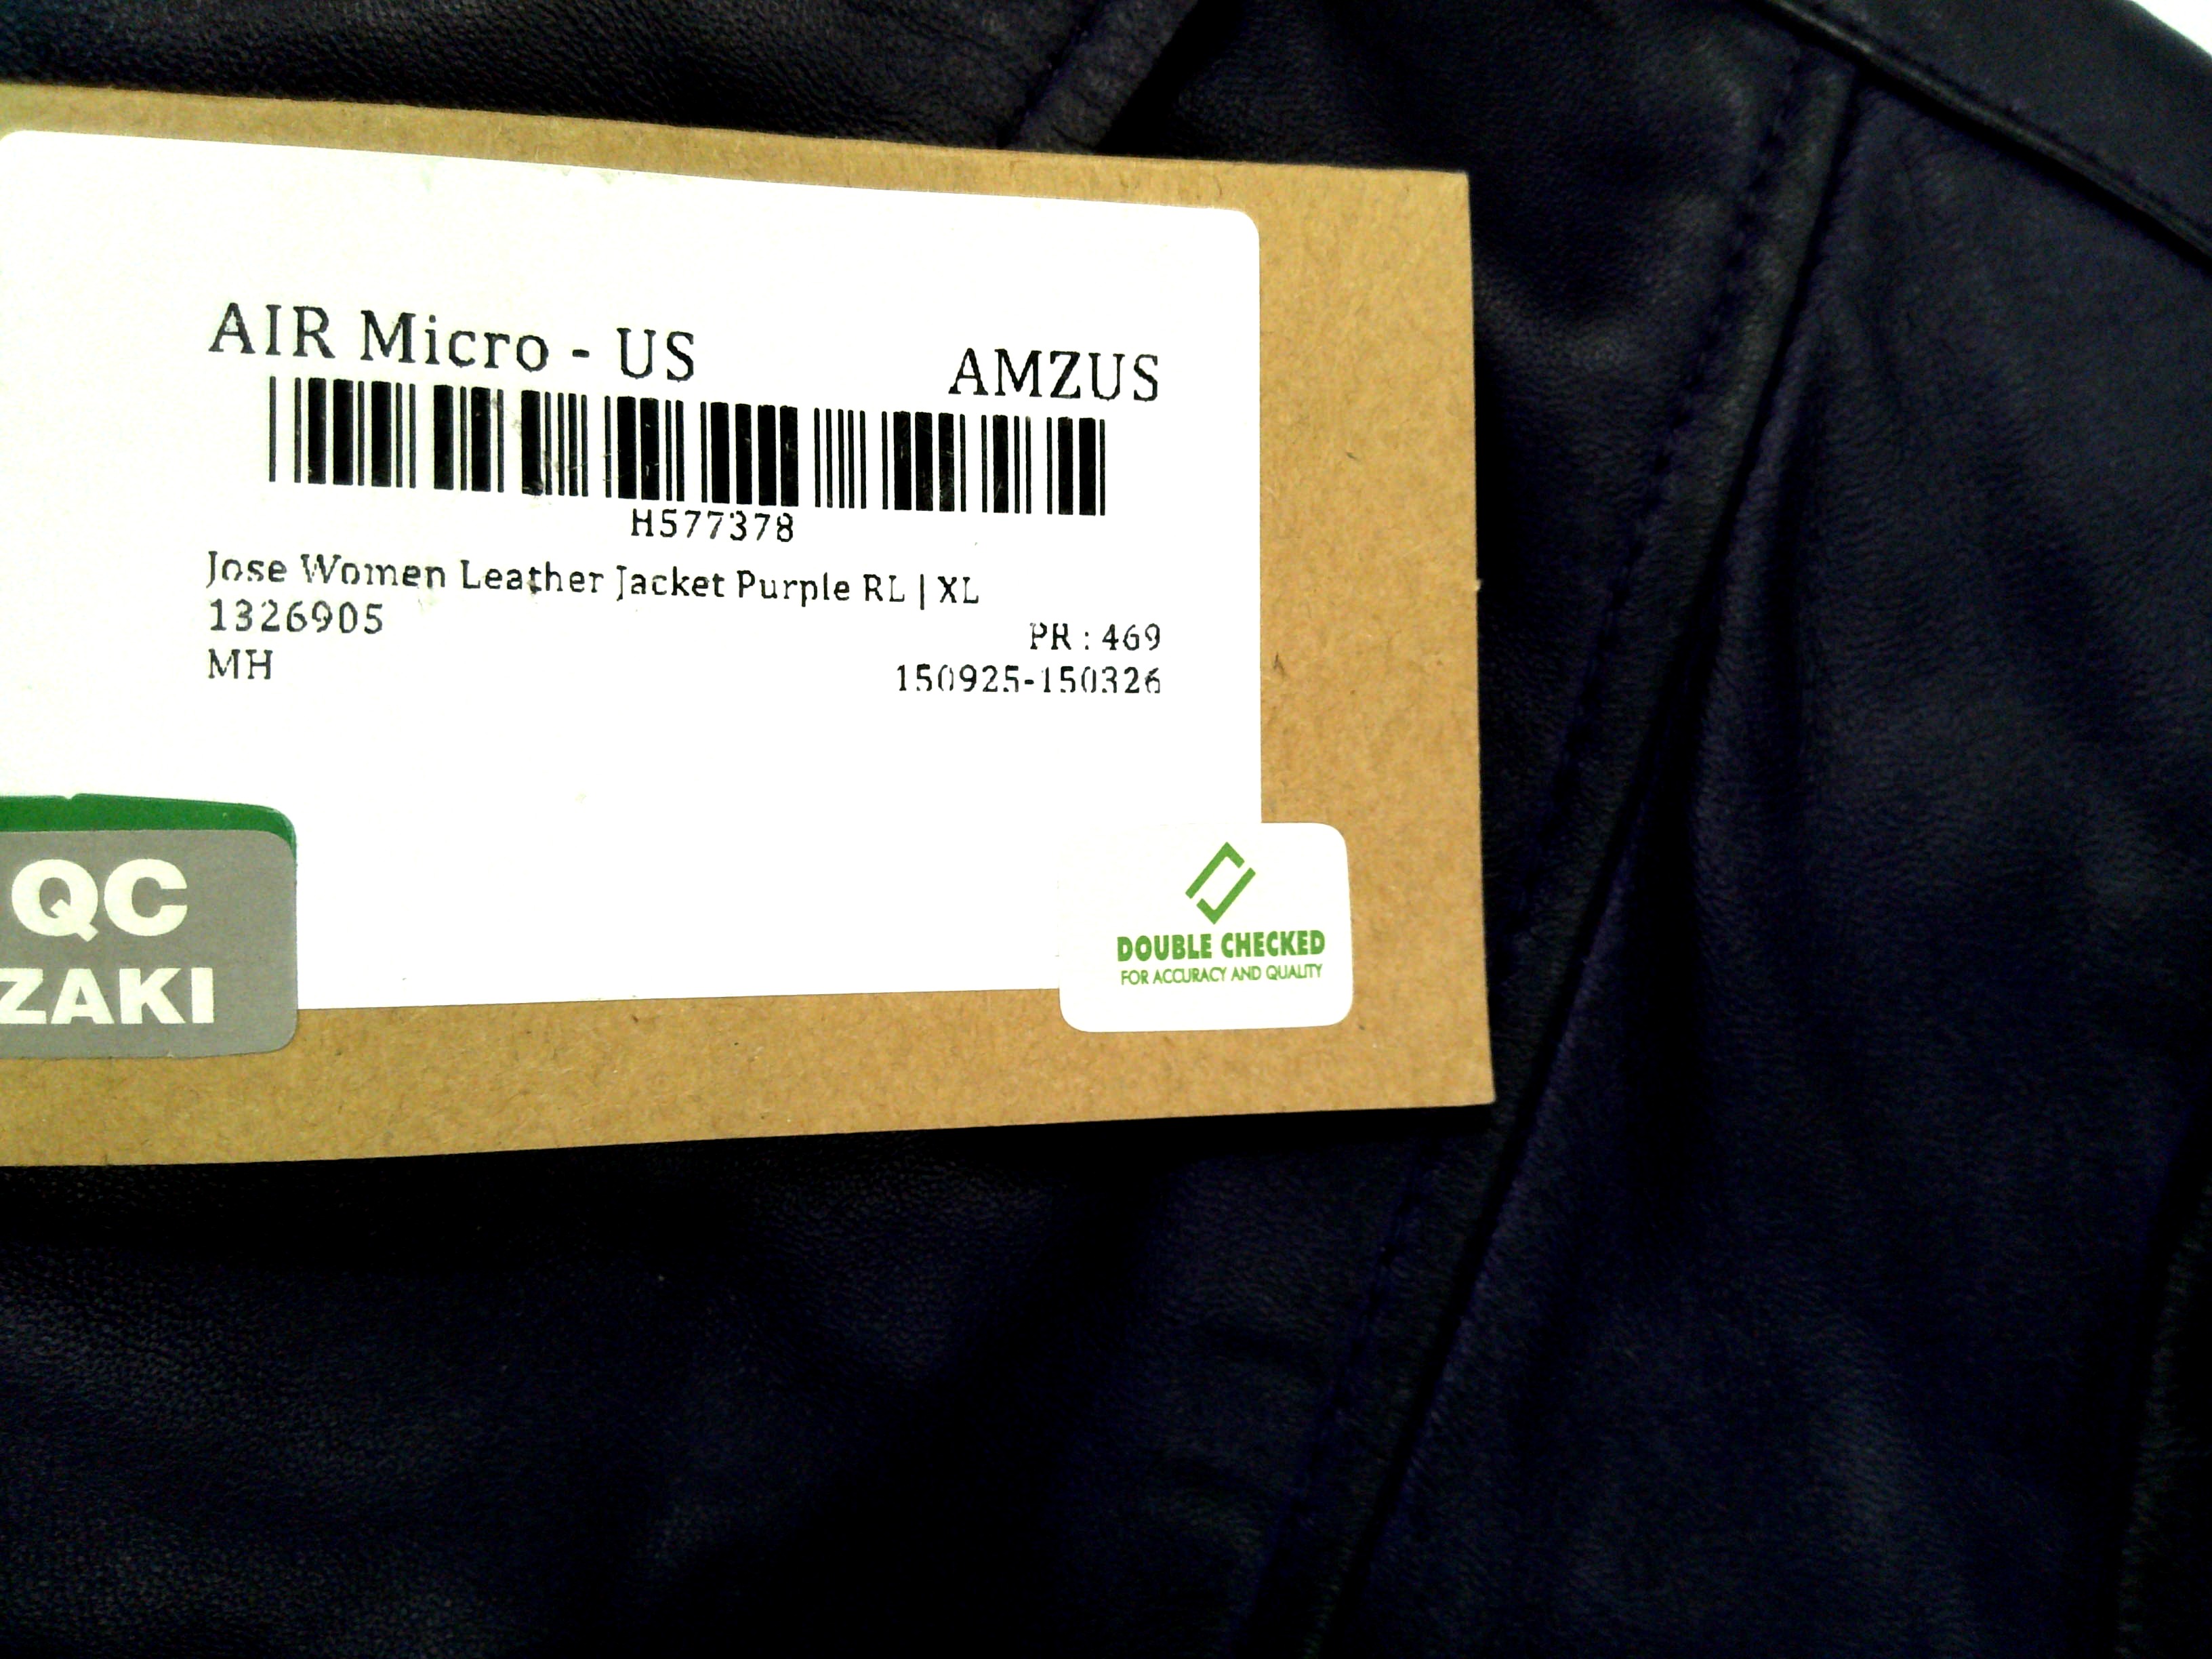 AIR Micro - US
AMZUS
H577378
Jose Women Leather Jacket Purple RL | XL
1326905
PR : 469
MH
150925-150326
QC
ZAKI
DOUBLE CHECKED
FOR ACCURACY AND QUALITY